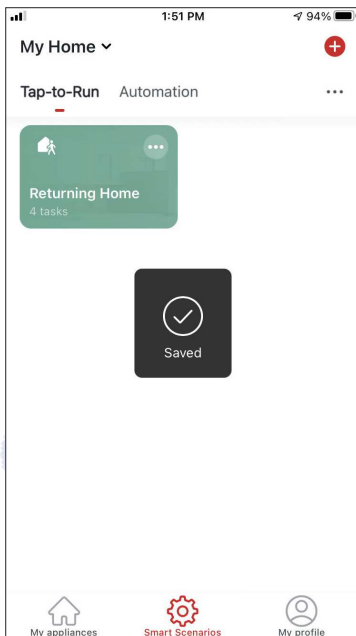 1:51 PM
94%
My Home
Tap-to-Run Automation
Returning Home
4 tasks
Saved
My appliances Smart Scenarios My profile